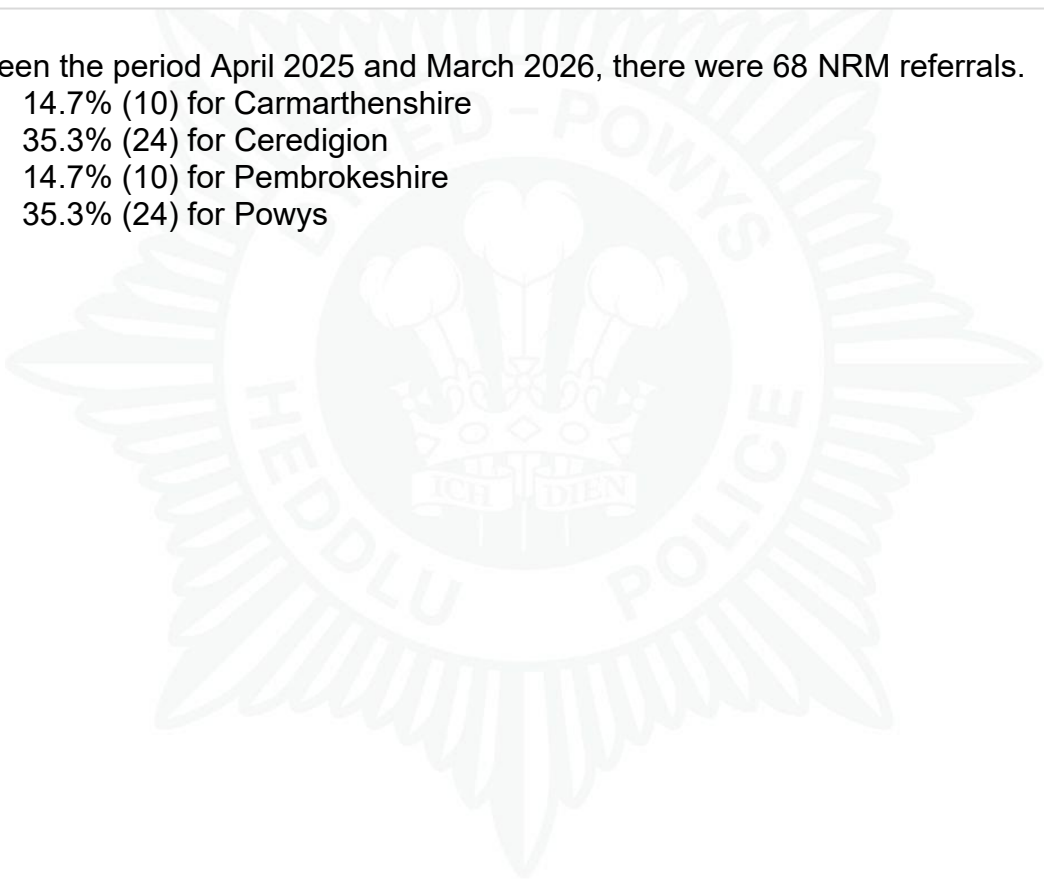 een the period April 2025 and March 2026, there were 68 NRM referrals.
14.7% (10) for Carmarthenshire
35.3% (24) for Ceredigion
14.7% (10) for Pembrokeshire
35.3% (24) for Powys
DYFED – POWYS
ICH DIEN
HEDDLU POLICE